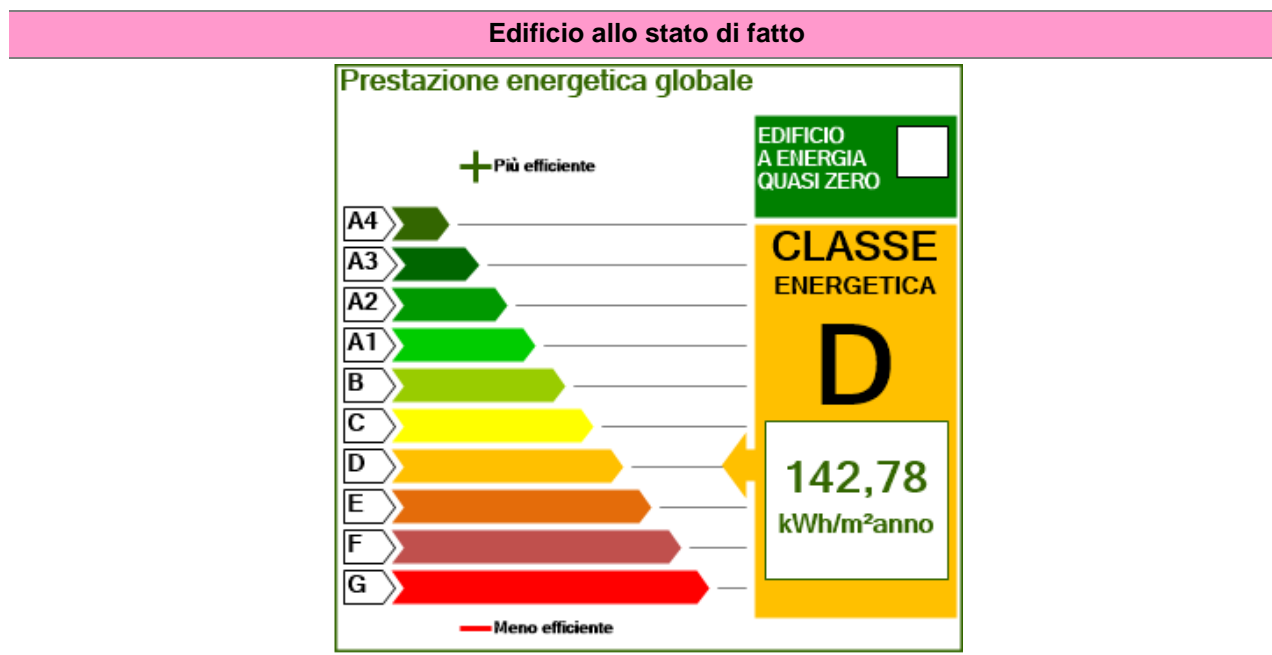 Edificio allo stato di fatto
Prestazione energetica globale
Più efficiente
EDIFICIO
A ENERGIA
QUASI ZERO
A4
A3
A2
A1
B
C
D
E
F
G
CLASSE
ENERGETICA
D
142,78
kWh/m²anno
Meno efficiente